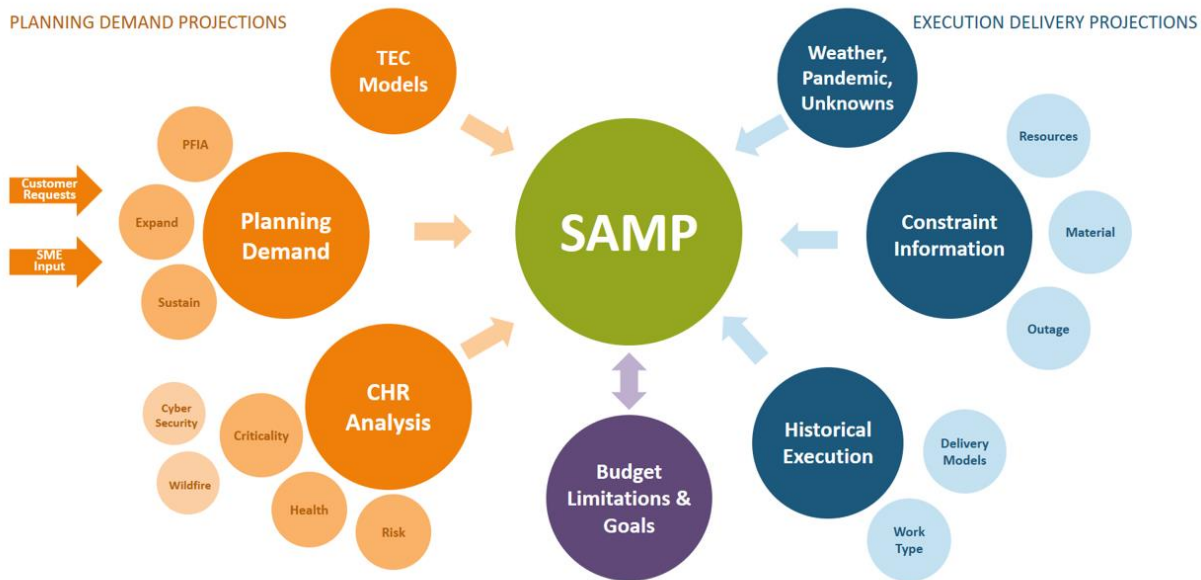 PLANNING DEMAND PROJECTIONS
EXECUTION DELIVERY PROJECTIONS
TEC
Models
Weather,
Pandemic,
Unknowns
PFIA
Customer
Requests
Expand
SME
Input
Sustain
Planning
Demand
SAMP
Constraint
Information
Resources
Material
Outage
CHR
Analysis
Cyber
Security
Criticality
Wildfire
Health
Risk
Budget
Limitations &
Goals
Historical
Execution
Delivery
Models
Work
Type